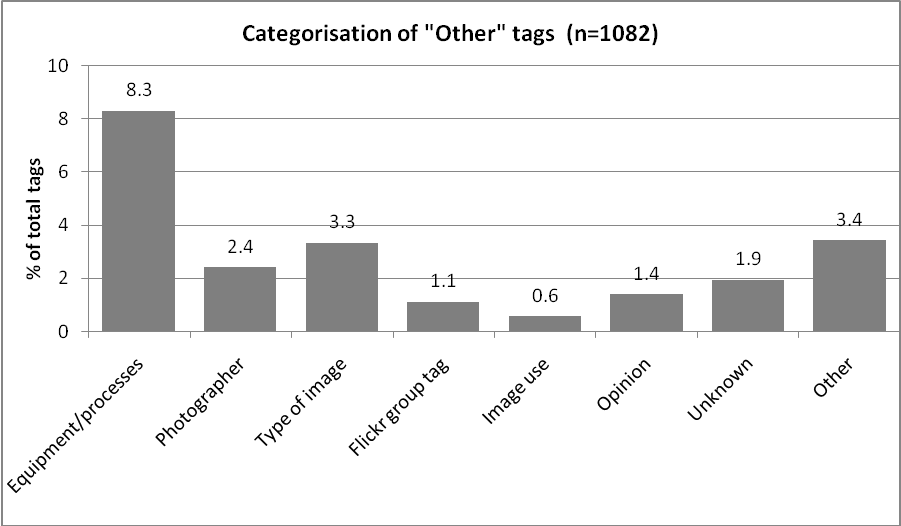 Categorisation of "Other" tags (n=1082)
% of total tags
10
8
6
4
2
0
8.3
2.4
3.3
1.1
0.6
1.4
1.9
3.4
Equipment/processes
Photographer
Type of image
Flickr group tag
Image use
Opinion
Unknown
Other